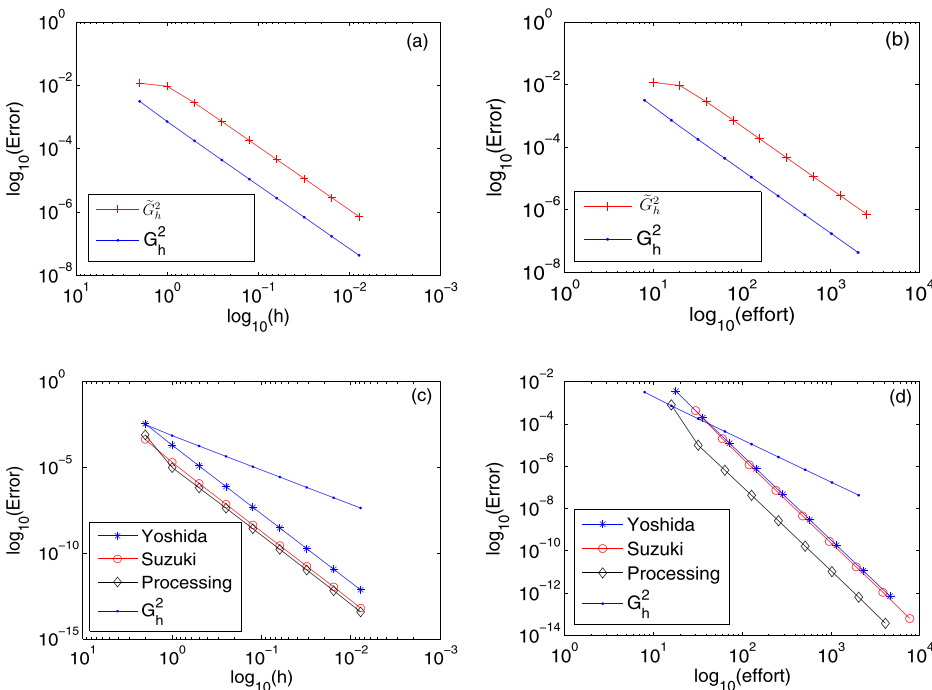 (a)
10^0
10^-2
10^-4
10^-6
10^-8
log_10(Error)
G̃_h^2
G_h^2
10^1
10^0
10^-1
10^-2
10^-3
log_10(h)
(b)
10^0
10^-2
10^-4
10^-6
10^-8
log_10(Error)
G̃_h^2
G_h^2
10^0
10^1
10^2
10^3
10^4
log_10(effort)
(c)
10^0
10^-5
10^-10
10^-15
log_10(Error)
Yoshida
Suzuki
Processing
G_h^2
10^1
10^0
10^-1
10^-2
10^-3
log_10(h)
(d)
10^-2
10^-4
10^-6
10^-8
10^-10
10^-12
10^-14
log_10(Error)
Yoshida
Suzuki
Processing
G_h^2
10^0
10^1
10^2
10^3
10^4
log_10(effort)